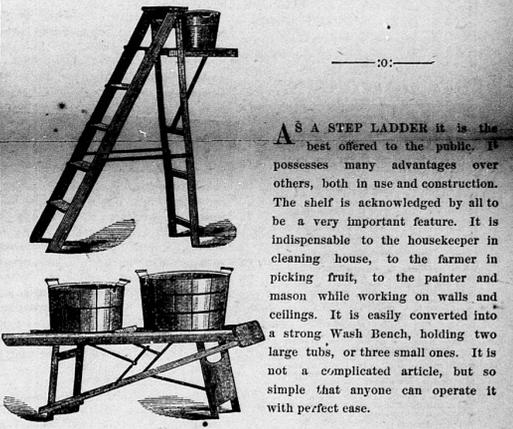 :o:
AS A STEP LADDER it is the
best offered to the public. It
possesses many advantages over
others, both in use and construction.
The shelf is acknowledged by all to
be a very important feature. It is
indispensable to the housekeeper in
cleaning house, to the farmer in
picking fruit, to the painter and
mason while working on walls and
ceilings. It is easily converted into
a strong Wash Bench, holding two
large tubs, or three small ones. It is
not a complicated article, but so
simple that anyone can operate it
with perfect ease.